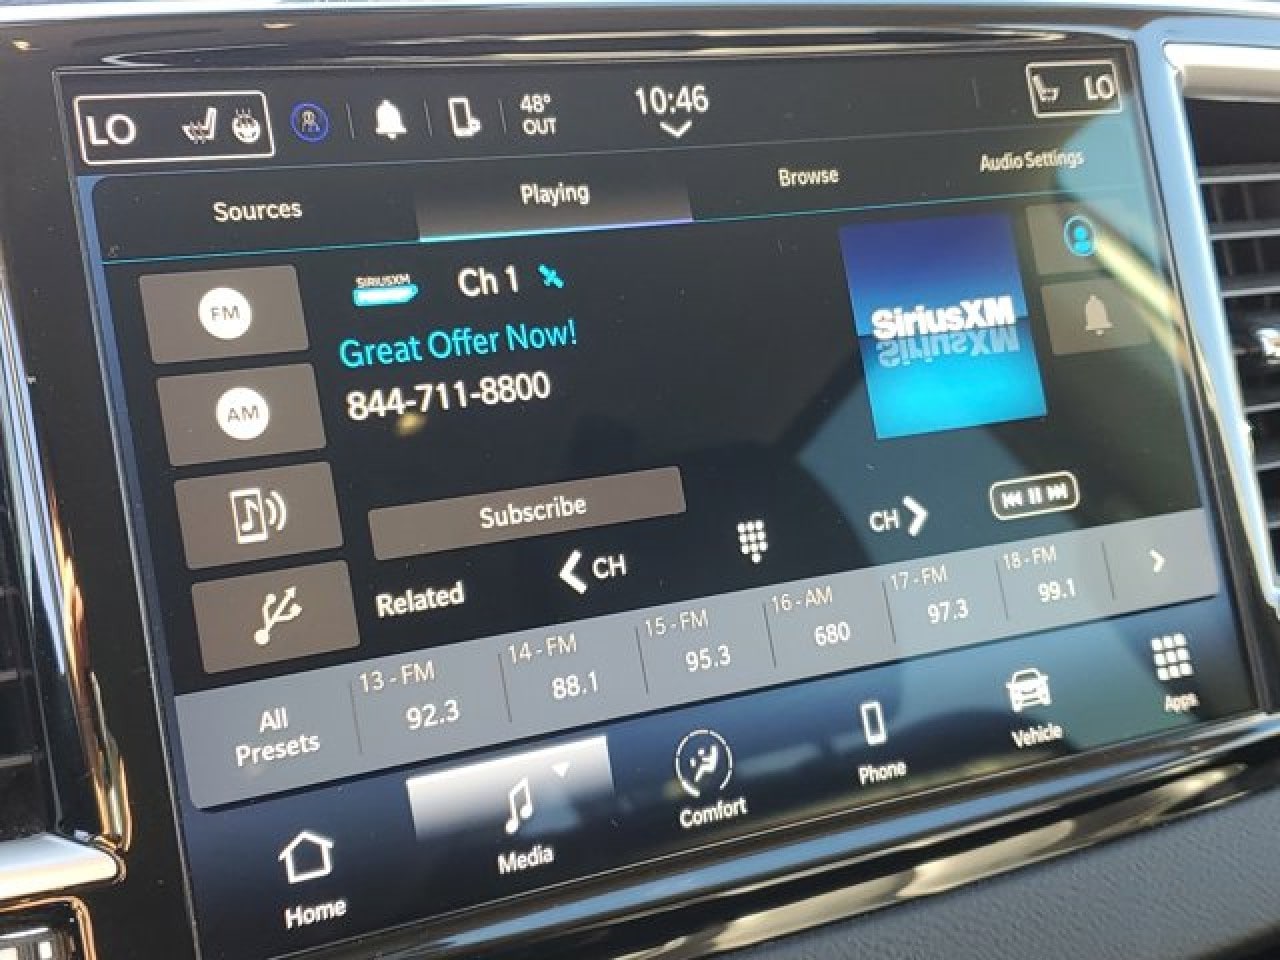 LO
48°
OUT
10:46
LO
Sources
Playing
Browse
Audio Settings
FM
SIRIUSXM
Ch 1
Great Offer Now!
844-711-8800
SiriusXM
AM
Subscribe
Related
CH
CH
All
Presets
13-FM
92.3
14-FM
88.1
15-FM
95.3
16-AM
680
17-FM
97.3
18-FM
99.1
Home
Media
Comfort
Phone
Vehicle
Apps